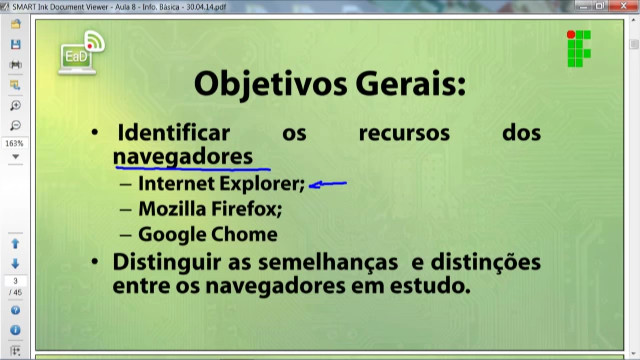 SMART Ink Document Viewer - Aula 8 - Info. Básica - 30.04.14.pdf
EaD
Objetivos Gerais:
163%
• Identificar os recursos dos
navegadores
– Internet Explorer;
– Mozilla Firefox;
– Google Chome
• Distinguir as semelhanças e distinções
entre os navegadores em estudo.
3
/ 45